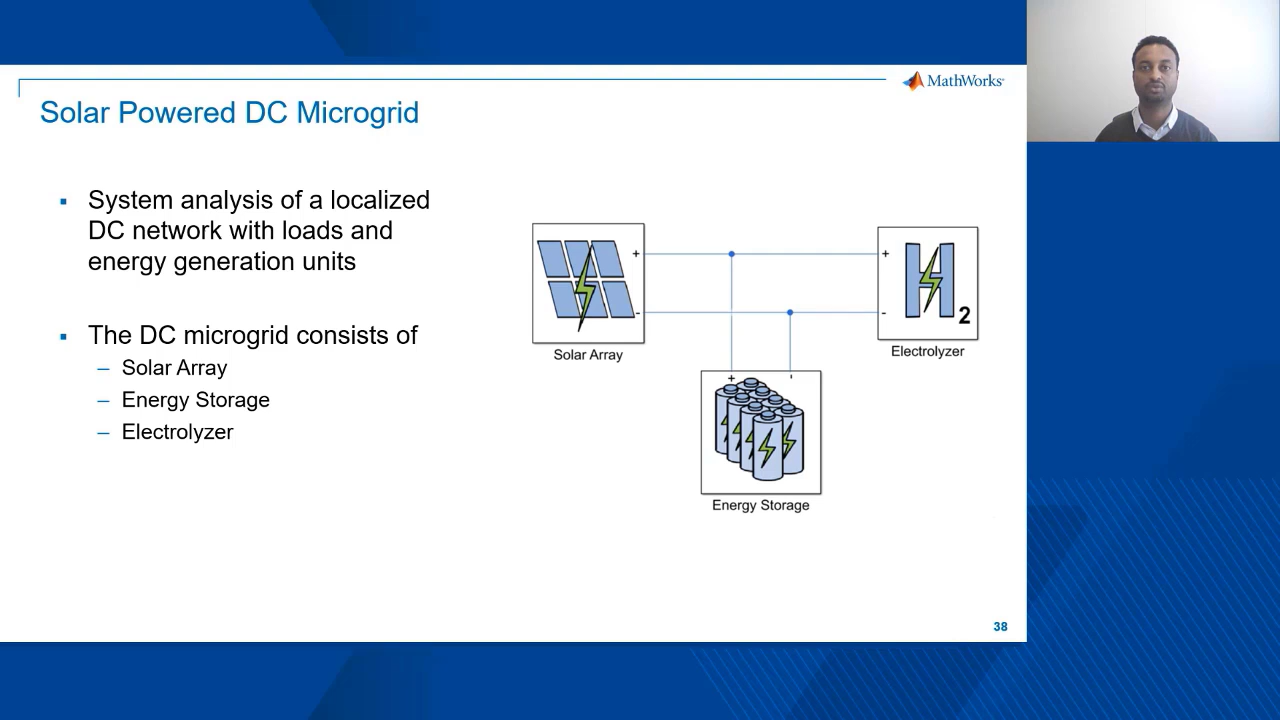 MathWorks
Solar Powered DC Microgrid
System analysis of a localized
DC network with loads and
energy generation units
The DC microgrid consists of
– Solar Array
– Energy Storage
– Electrolyzer
+
-
Solar Array
+
-
H2
Electrolyzer
+
-
Energy Storage
38